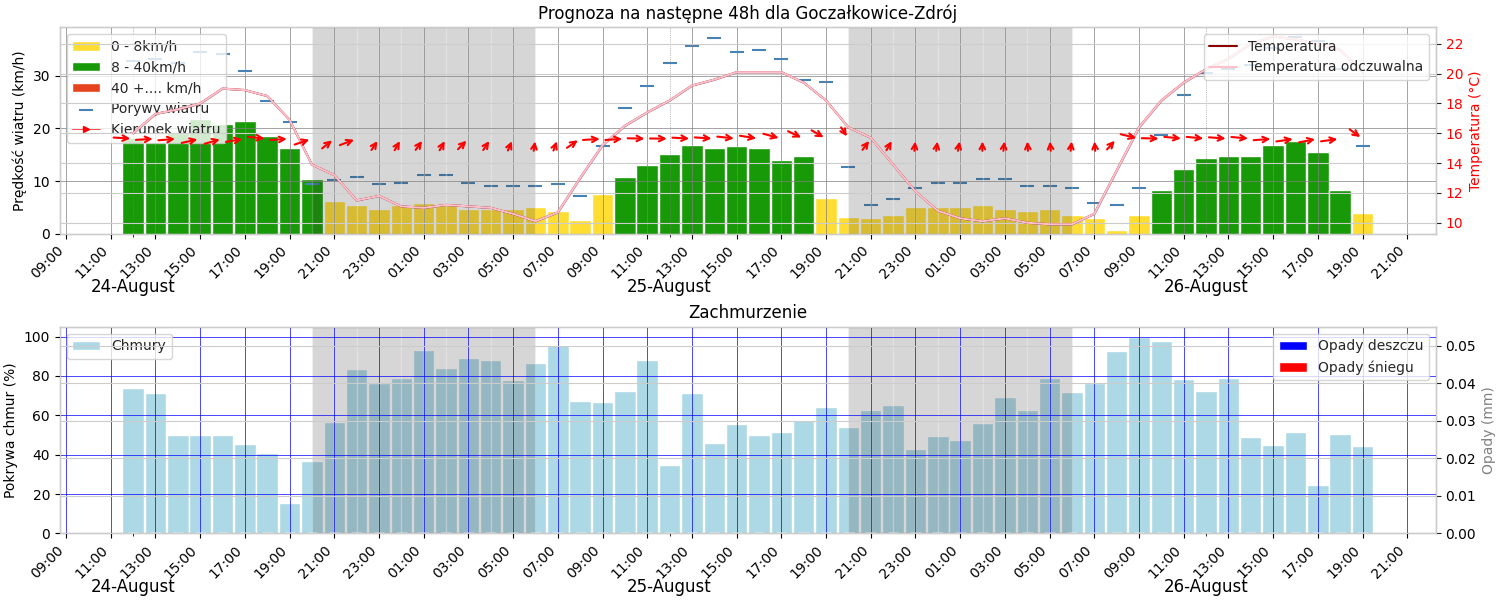 Prognoza na następne 48h dla Goczałkowice-Zdrój
0 - 8km/h
8 - 40km/h
40 +.... km/h
Porywy wiatru
Kierunek wiatru
Temperatura
Temperatura odczuwalna
Prędkość wiatru (km/h)
30
20
10
0
22
20
18
16
14
12
10
Temperatura (°C)
09:00 11:00 13:00 15:00 17:00 19:00 21:00 23:00 01:00 03:00 05:00 07:00 09:00 11:00 13:00 15:00 17:00 19:00 21:00 23:00 01:00 03:00 05:00 07:00 09:00 11:00 13:00 15:00 17:00 19:00 21:00
24-August 25-August 26-August
Zachmurzenie
Chmury
Opady deszczu
Opady śniegu
Pokrywa chmur (%)
100
80
60
40
20
0
0.05
0.04
0.03
0.02
0.01
0.00
Opady (mm)
09:00 11:00 13:00 15:00 17:00 19:00 21:00 23:00 01:00 03:00 05:00 07:00 09:00 11:00 13:00 15:00 17:00 19:00 21:00 23:00 01:00 03:00 05:00 07:00 09:00 11:00 13:00 15:00 17:00 19:00 21:00
24-August 25-August 26-August